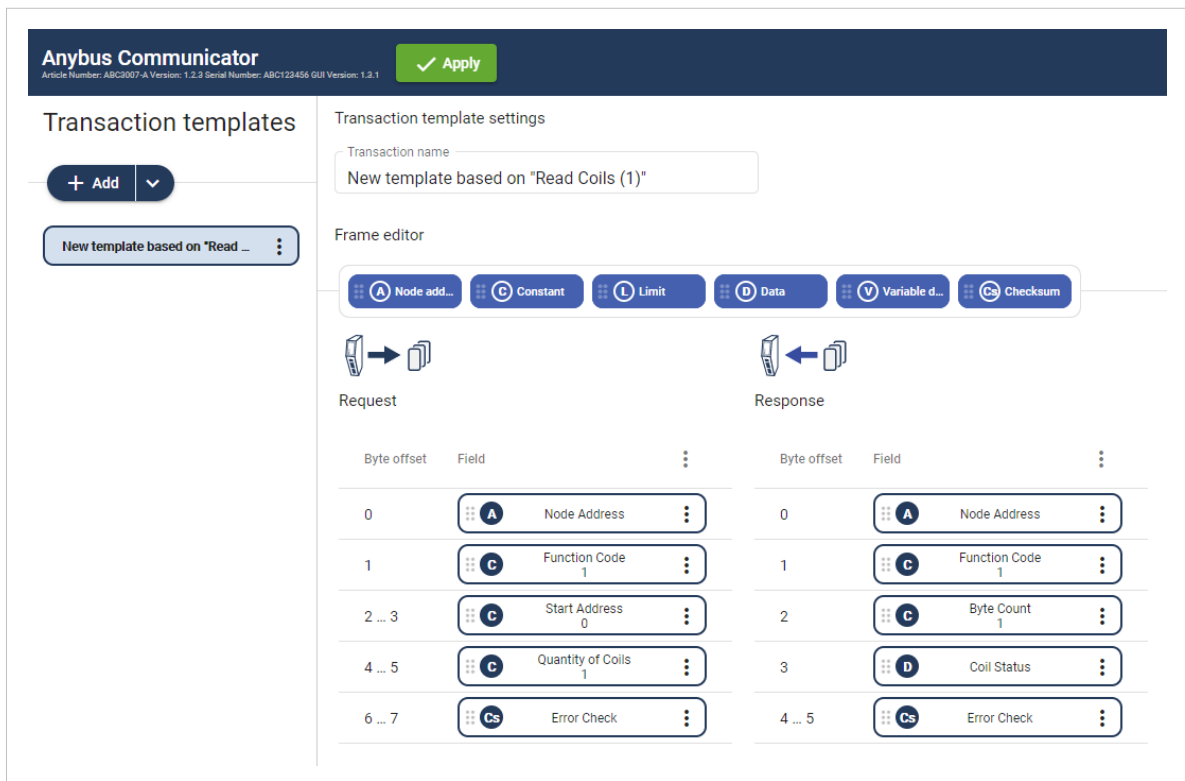 Anybus Communicator
Article Number: ABC3007-A Version: 1.2.3 Serial Number: ABC123456 GUI Version: 1.3.1
Apply
Transaction templates
Add
New template based on "Read ...
Transaction template settings
Transaction name
New template based on "Read Coils (1)"
Frame editor
A Node add...
C Constant
L Limit
D Data
V Variable d...
Cs Checksum
Request
Byte offset Field
0 A Node Address
1 C Function Code
1
2 ... 3 C Start Address
0
4 ... 5 C Quantity of Coils
1
6 ... 7 Cs Error Check
Response
Byte offset Field
0 A Node Address
1 C Function Code
1
2 C Byte Count
1
3 D Coil Status
4 ... 5 Cs Error Check